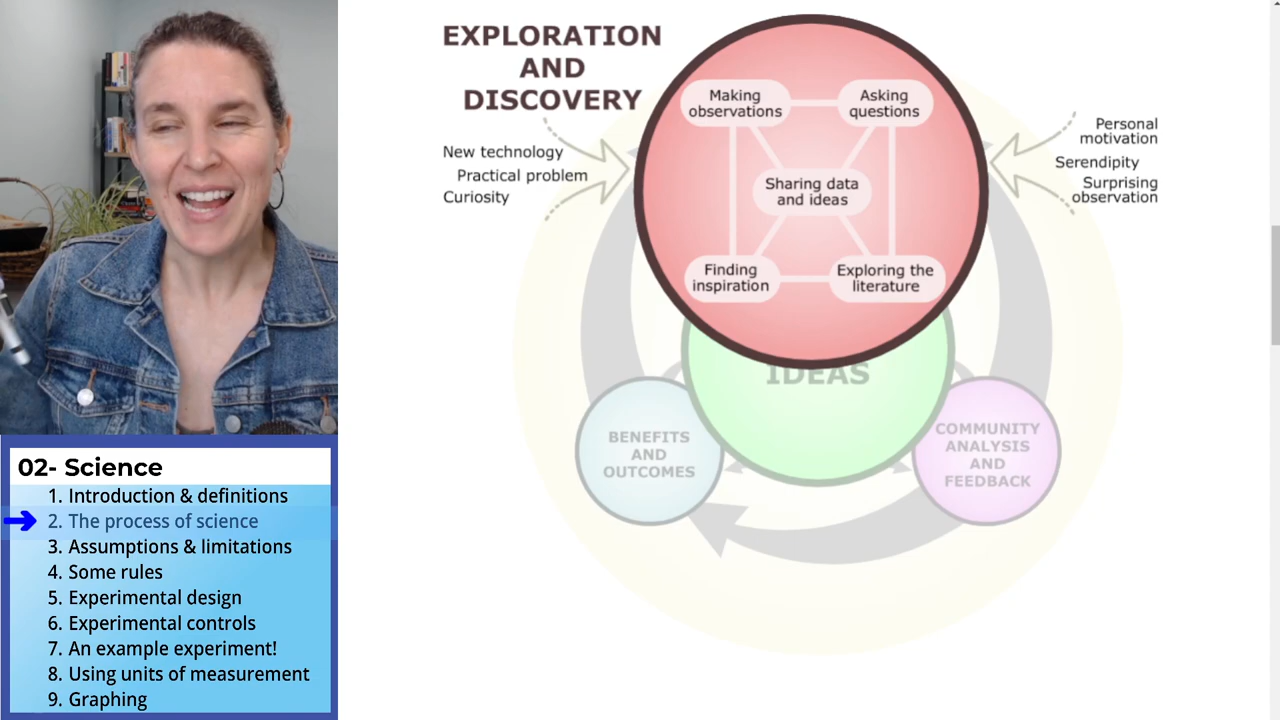 EXPLORATION
AND
DISCOVERY
New technology
Practical problem
Curiosity
Making
observations
Asking
questions
Sharing data
and ideas
Finding
inspiration
Exploring the
literature
Personal
motivation
Serendipity
Surprising
observation
IDEAS
BENEFITS
AND
OUTCOMES
COMMUNITY
ANALYSIS
AND
FEEDBACK
02- Science
1. Introduction & definitions
2. The process of science
3. Assumptions & limitations
4. Some rules
5. Experimental design
6. Experimental controls
7. An example experiment!
8. Using units of measurement
9. Graphing